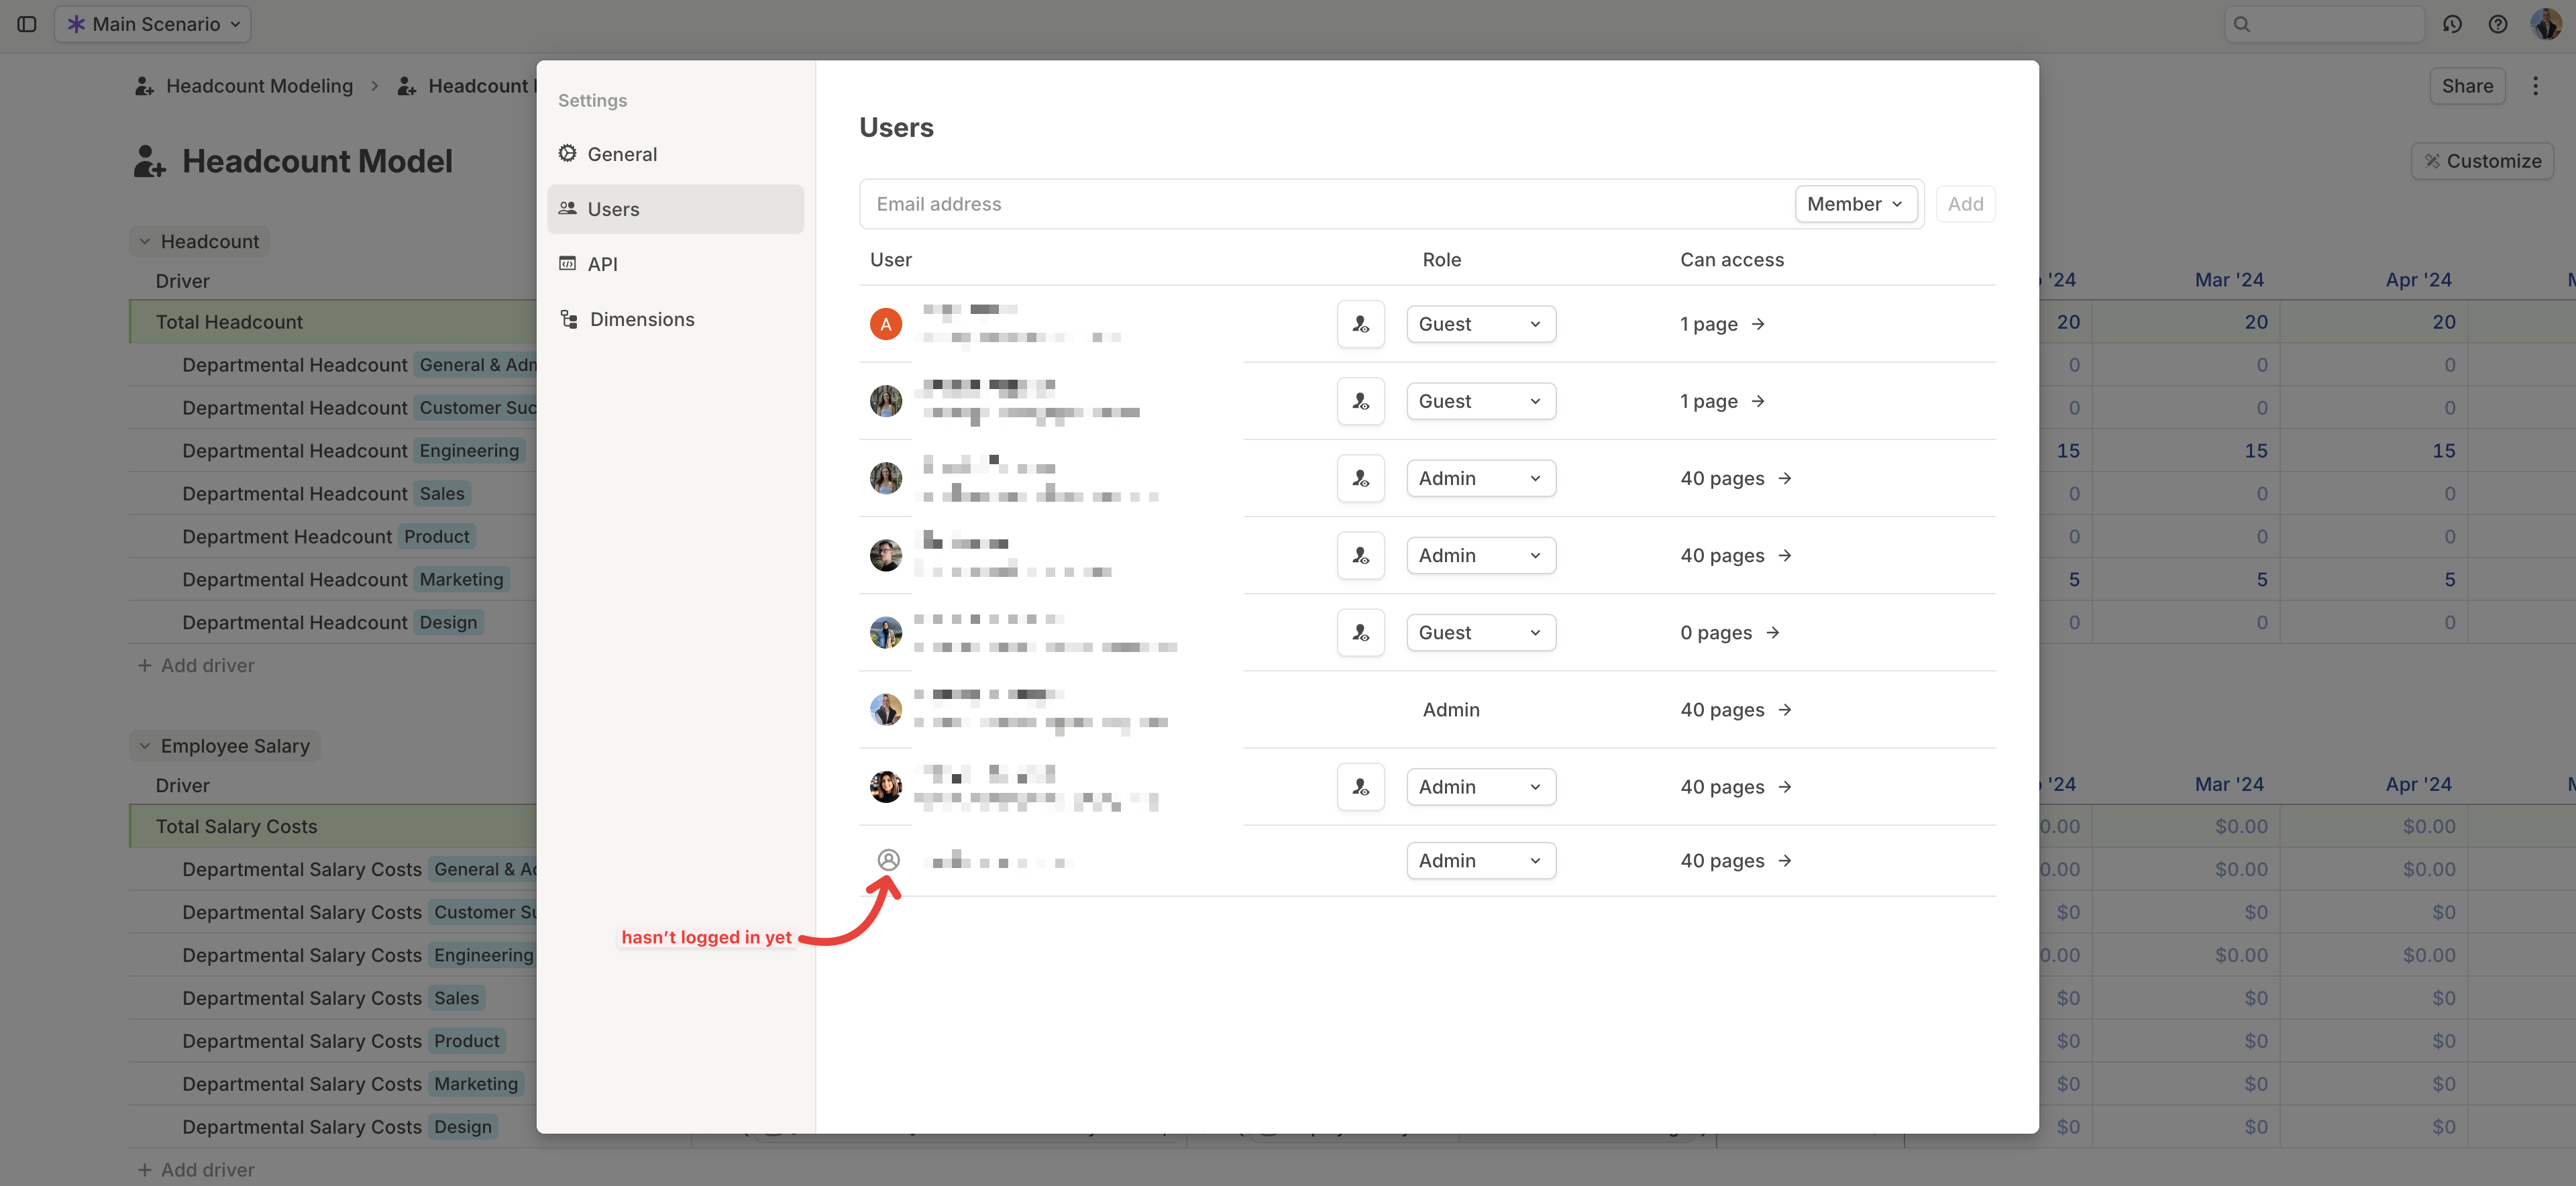 Main Scenario
Headcount Modeling > Headcount
Share
Headcount Model
Customize
Headcount
Driver
'24 Mar '24 Apr '24
Total Headcount 20 20 20
Departmental Headcount General & Adm 0 0 0
Departmental Headcount Customer Suc 0 0 0
Departmental Headcount Engineering 15 15 15
Departmental Headcount Sales 0 0 0
Department Headcount Product 0 0 0
Departmental Headcount Marketing 5 5 5
Departmental Headcount Design 0 0 0
+ Add driver
Employee Salary
Driver
'24 Mar '24 Apr '24
Total Salary Costs 0.00 $0.00 $0.00
Departmental Salary Costs General & Ad 0.00 $0.00 $0.00
Departmental Salary Costs Customer Su $0 $0 $0
Departmental Salary Costs Engineering 0.00 $0.00 $0.00
Departmental Salary Costs Sales $0 $0 $0
Departmental Salary Costs Product $0 $0 $0
Departmental Salary Costs Marketing $0 $0 $0
Departmental Salary Costs Design $0 $0 $0
+ Add driver
Settings
General
Users
API
Dimensions
Users
Email address Member Add
User Role Can access
A Guest 1 page →
Guest 1 page →
Admin 40 pages →
Admin 40 pages →
Guest 0 pages →
Admin 40 pages →
Admin 40 pages →
Admin 40 pages →
hasn't logged in yet